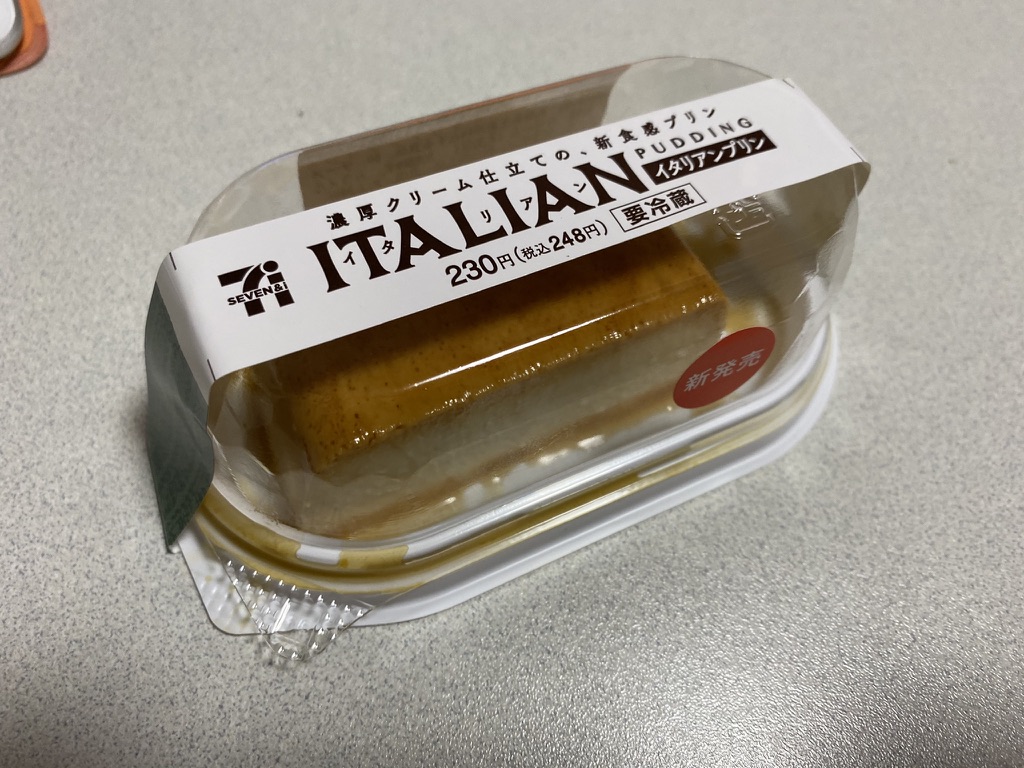 濃厚クリーム仕立ての、新食感プリン
ITALIAN
イタリアン
PUDDING
イタリアンプリン
SEVEN&i
230円(税込248円)
要冷蔵
新発売